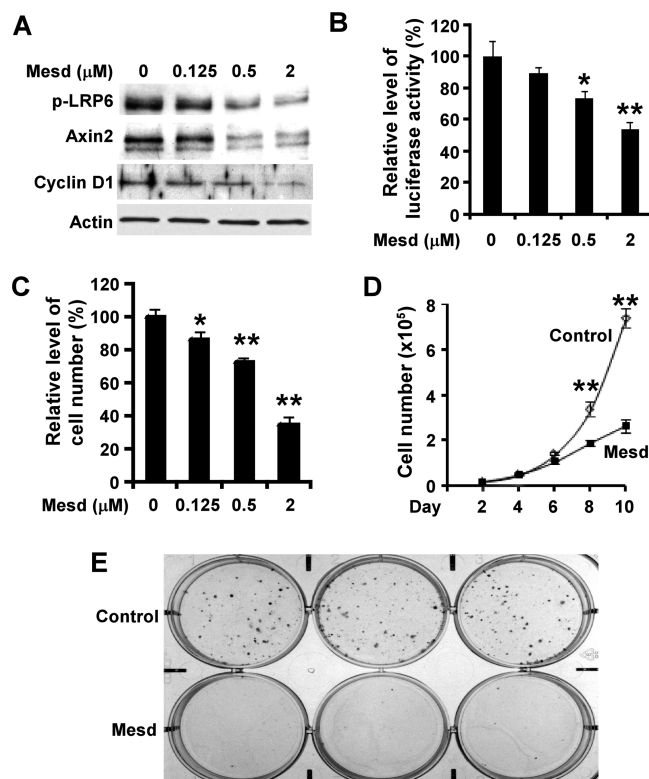 A
Mesd (μM) 0 0.125 0.5 2
p-LRP6
Axin2
Cyclin D1
Actin
B
Relative level of
luciferase activity (%)
120
100
80
60
40
20
0
*
**
Mesd (μM) 0 0.125 0.5 2
C
Relative level of
cell number (%)
120
100
80
60
40
20
0
*
**
**
Mesd (μM) 0 0.125 0.5 2
D
Cell number (x10⁵)
8
6
4
2
0
**
**
Control
Mesd
Day 2 4 6 8 10
E
Control
Mesd